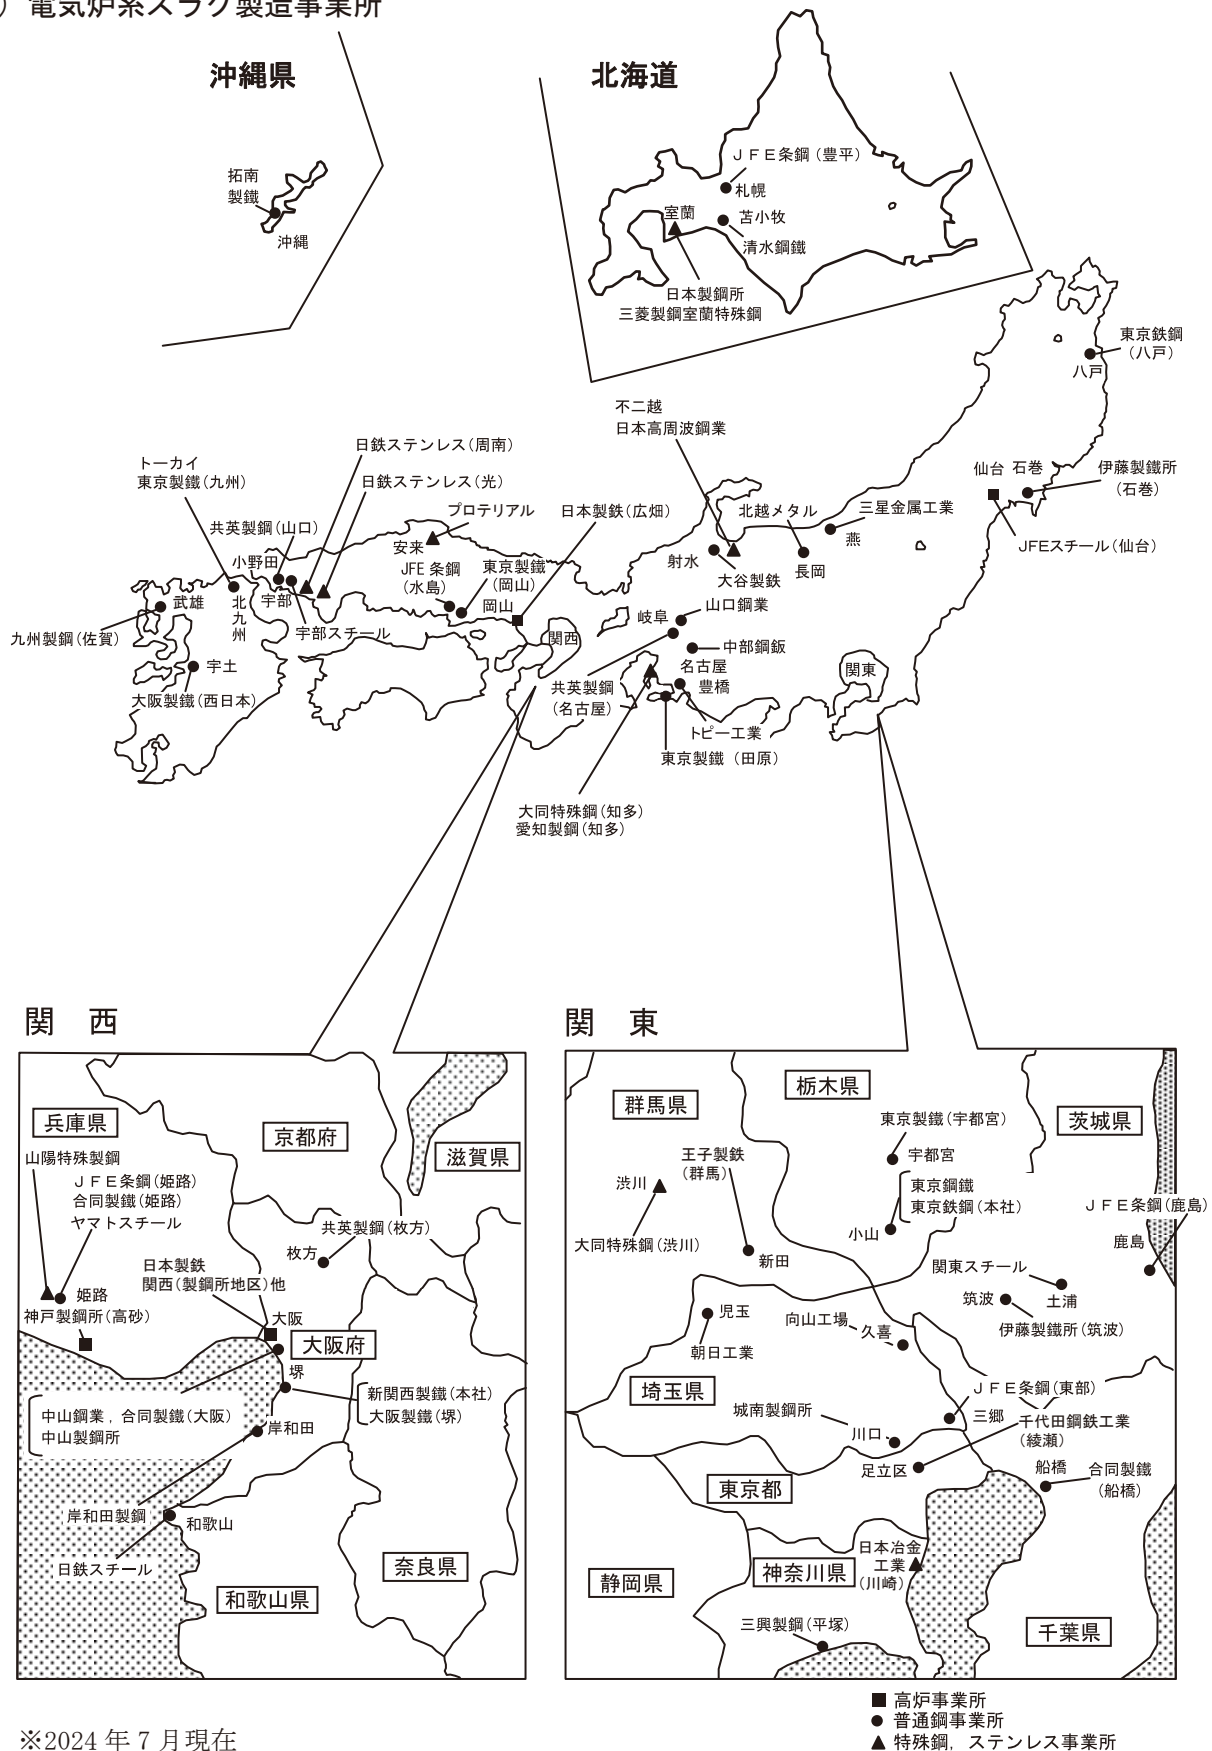 ）電気炉系スラグ製造事業所
沖縄県
拓南
製鐵
沖縄
北海道
ＪＦＥ条鋼（豊平）
札幌
室蘭
苫小牧
清水鋼鐵
日本製鋼所
三菱製鋼室蘭特殊鋼
東京鉄鋼
（八戸）
八戸
不二越
日本高周波鋼業
日鉄ステンレス（周南）
トーカイ
東京製鐵（九州）
日鉄ステンレス（光）
仙台 石巻
伊藤製鐵所
（石巻）
プロテリアル
日本製鉄（広畑）
北越メタル
三星金属工業
共英製鋼（山口）
安来
燕
JFEスチール（仙台）
小野田
JFE 条鋼
（水島）
東京製鐵
（岡山）
射水
大谷製鉄
長岡
武雄
北九州
宇部
岡山
岐阜
山口鋼業
九州製鋼（佐賀）
宇部スチール
関西
中部鋼鈑
宇土
名古屋
関東
大阪製鐵（西日本）
共英製鋼
（名古屋）
豊橋
トピー工業
東京製鐵（田原）
大同特殊鋼（知多）
愛知製鋼（知多）
関 西
兵庫県
京都府
滋賀県
山陽特殊製鋼
ＪＦＥ条鋼（姫路）
合同製鐵（姫路）
ヤマトスチール
共英製鋼（枚方）
枚方
日本製鉄
関西（製鋼所地区）他
姫路
神戸製鋼所（高砂）
大阪
大阪府
堺
新関西製鐵（本社）
大阪製鐵（堺）
中山鋼業，合同製鐵（大阪）
中山製鋼所
岸和田
岸和田製鋼
和歌山
日鉄スチール
奈良県
和歌山県
関 東
群馬県
栃木県
茨城県
東京製鐵（宇都宮）
王子製鉄
（群馬）
宇都宮
渋川
東京鋼鐵
東京鉄鋼（本社）
ＪＦＥ条鋼（鹿島）
小山
大同特殊鋼（渋川）
新田
鹿島
関東スチール
筑波
土浦
児玉
向山工場
久喜
伊藤製鐵所（筑波）
朝日工業
埼玉県
ＪＦＥ条鋼（東部）
城南製鋼所
三郷
千代田鋼鉄工業
（綾瀬）
川口
足立区
船橋
合同製鐵
（船橋）
東京都
日本冶金
工業
（川崎）
静岡県
神奈川県
三興製鋼（平塚）
千葉県
■ 高炉事業所
● 普通鋼事業所
▲ 特殊鋼，ステンレス事業所
※2024 年 7 月現在